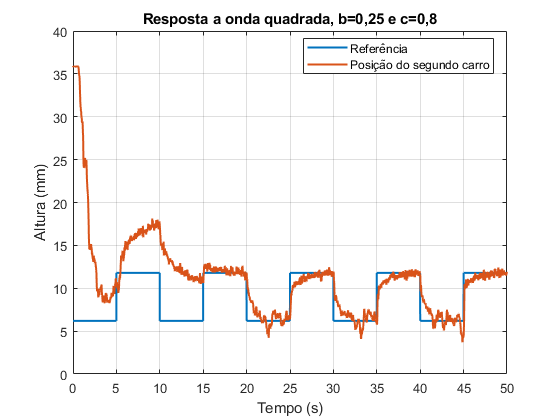 Resposta a onda quadrada, b=0,25 e c=0,8
Referência
Posição do segundo carro
Altura (mm)
40
35
30
25
20
15
10
5
0
0 5 10 15 20 25 30 35 40 45 50
Tempo (s)